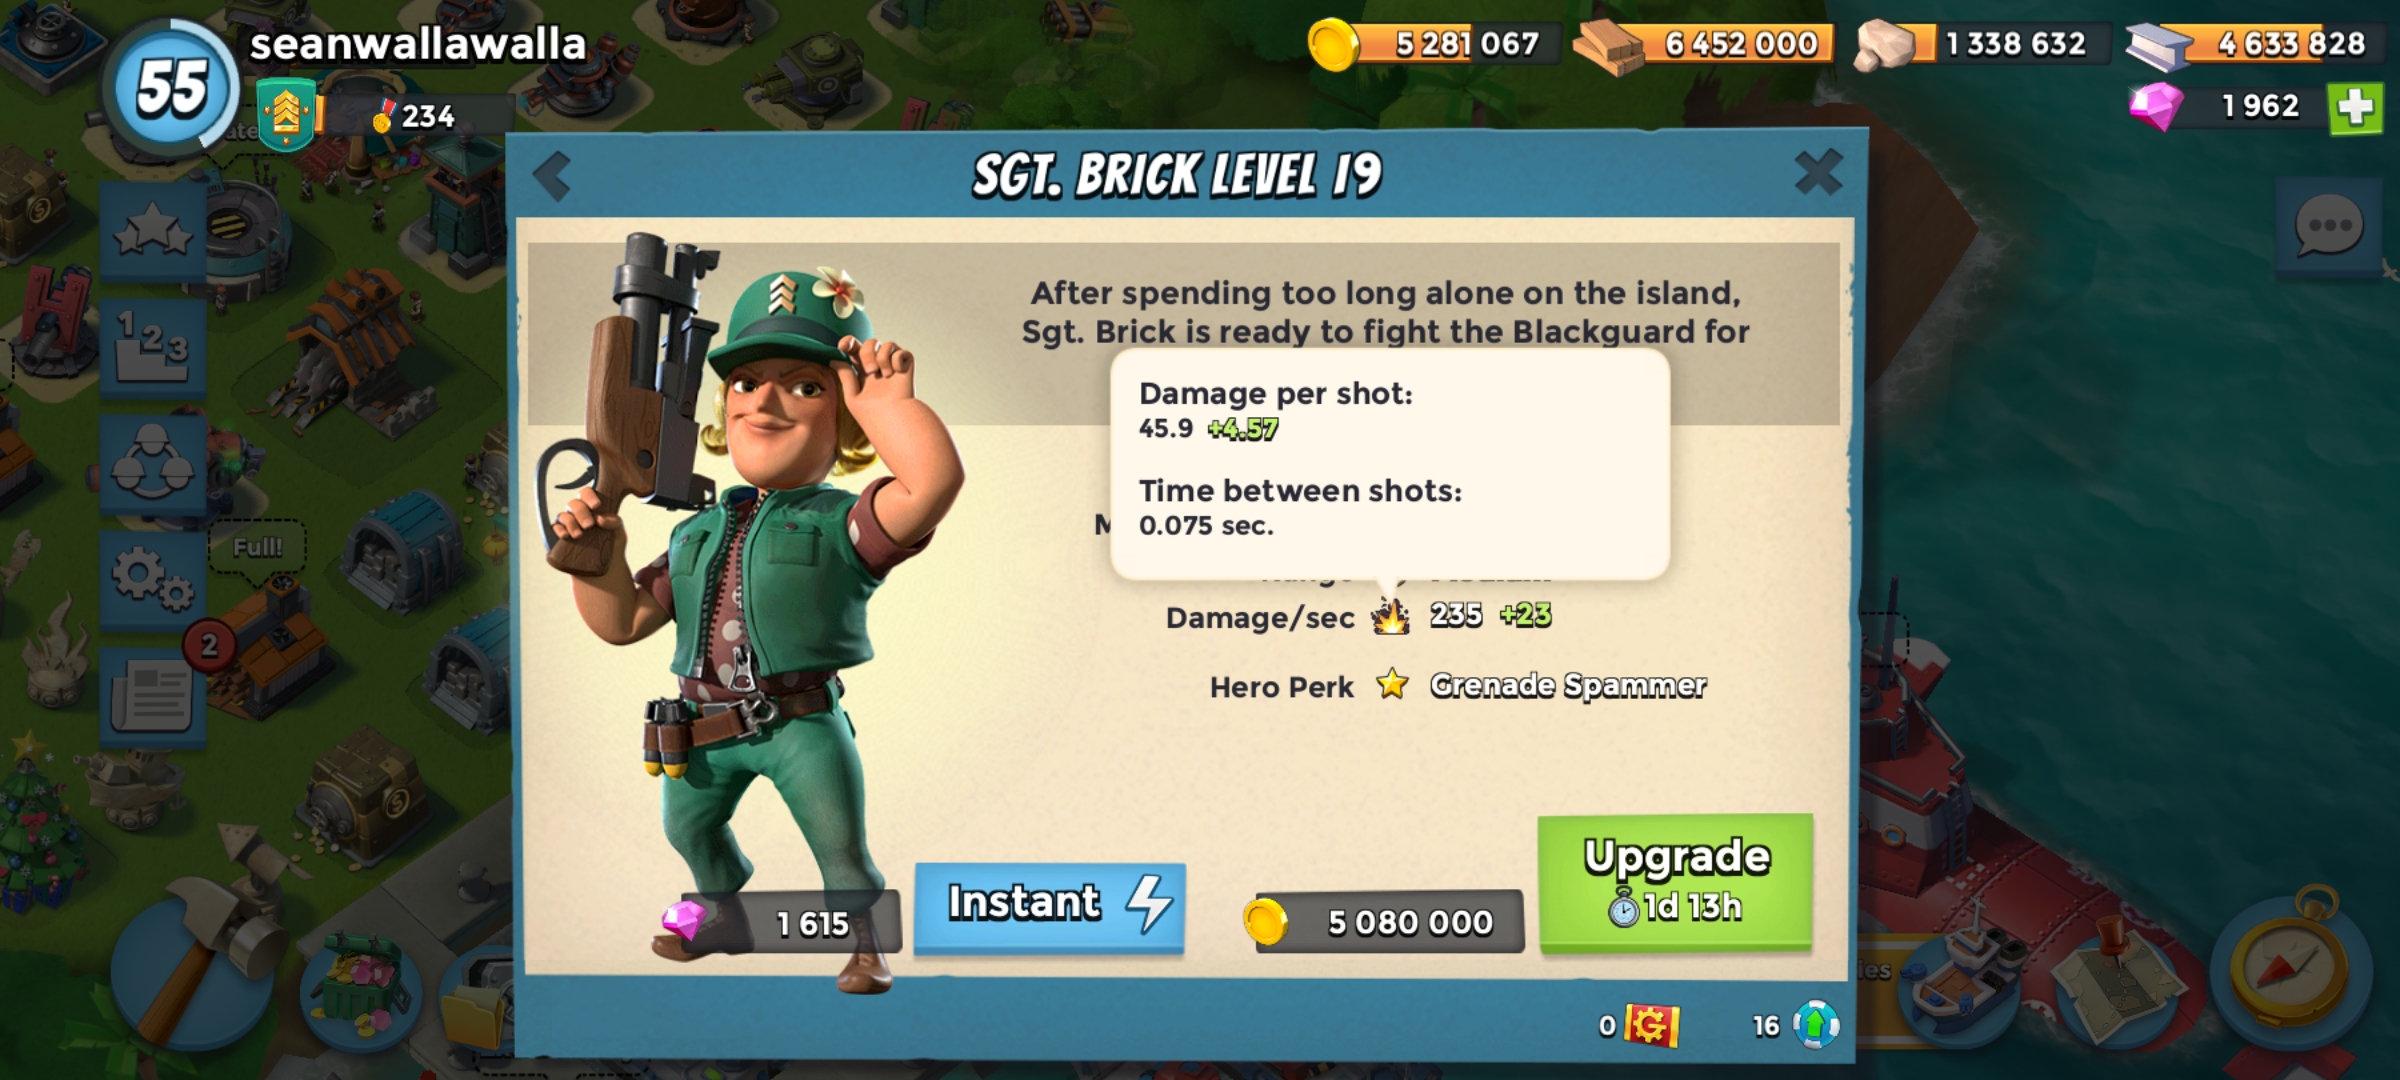 55
seanwallawalla
234
5 281 067
6 452 000
1 338 632
4 633 828
1 962
SGT. BRICK LEVEL 19
After spending too long alone on the island,
Sgt. Brick is ready to fight the Blackguard for
Damage per shot:
45.9 +4.57
Time between shots:
0.075 sec.
M
Damage/sec 235 +23
Hero Perk Grenade Spammer
1 2 3
Full!
2
1 615
Instant
5 080 000
Upgrade
1d 13h
0
16